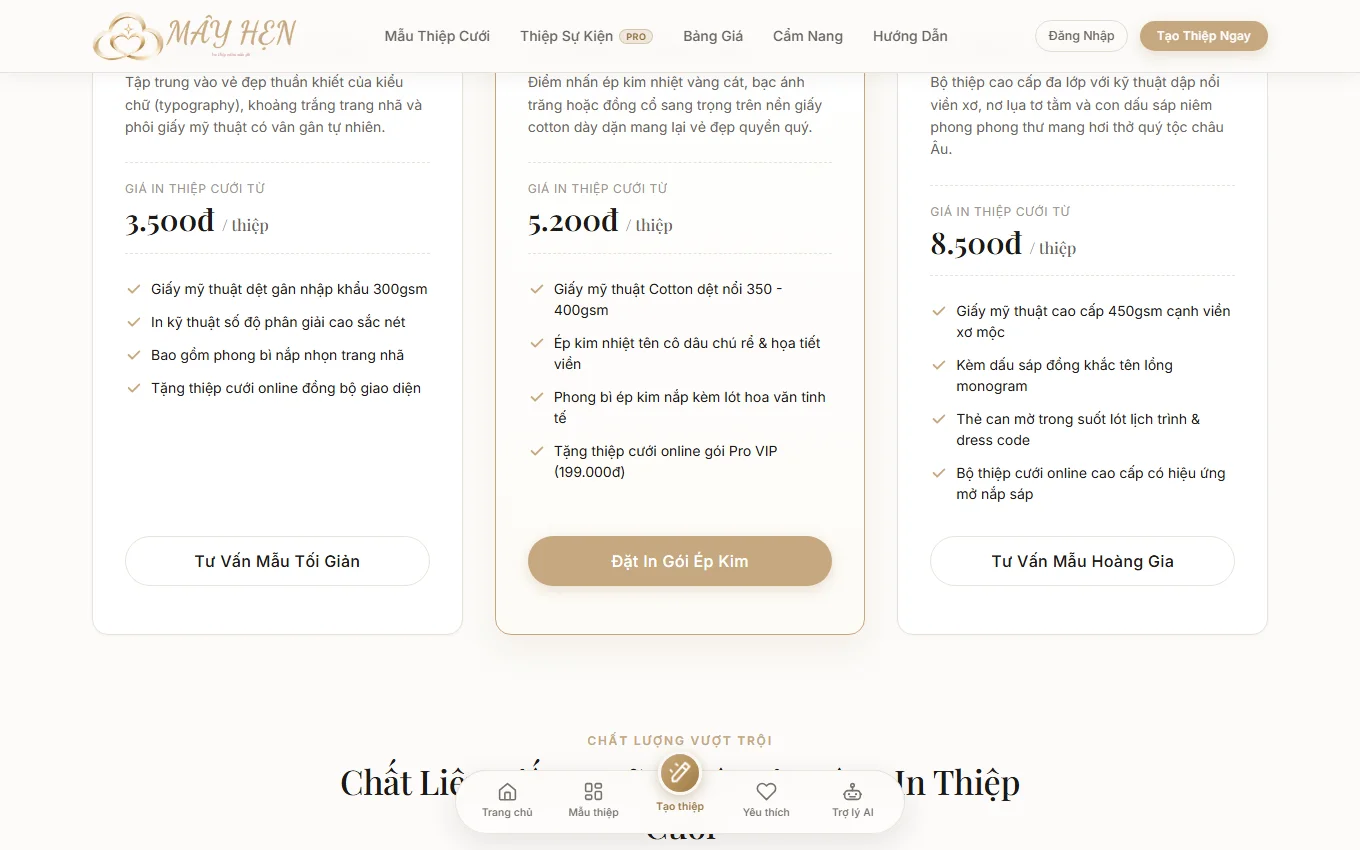 MÂY HẸN
Mẫu Thiệp Cưới
Thiệp Sự Kiện PRO
Bảng Giá
Cẩm Nang
Hướng Dẫn
Đăng Nhập
Tạo Thiệp Ngay
Tập trung vào vẻ đẹp thuần khiết của kiểu
chữ (typography), khoảng trắng trang nhã và
phôi giấy mỹ thuật có vân gân tự nhiên.
GIÁ IN THIỆP CƯỚI TỪ
3.500đ / thiệp
Giấy mỹ thuật dệt gân nhập khẩu 300gsm
In kỹ thuật số độ phân giải cao sắc nét
Bao gồm phong bì nắp nhọn trang nhã
Tặng thiệp cưới online đồng bộ giao diện
Tư Vấn Mẫu Tối Giản
Điểm nhấn ép kim nhiệt vàng cát, bạc ánh
trăng hoặc đồng cổ sang trọng trên nền giấy
cotton dày dặn mang lại vẻ đẹp quyền quý.
GIÁ IN THIỆP CƯỚI TỪ
5.200đ / thiệp
Giấy mỹ thuật Cotton dệt nổi 350 -
400gsm
Ép kim nhiệt tên cô dâu chú rể & họa tiết
viền
Phong bì ép kim nắp kèm lót hoa văn tinh
tế
Tặng thiệp cưới online gói Pro VIP
(199.000đ)
Đặt In Gói Ép Kim
Bộ thiệp cao cấp đa lớp với kỹ thuật dập nổi
viền xơ, nơ lụa tơ tằm và con dấu sáp niêm
phong phong thư mang hơi thở quý tộc châu
Âu.
GIÁ IN THIỆP CƯỚI TỪ
8.500đ / thiệp
Giấy mỹ thuật cao cấp 450gsm cạnh viền
xơ mộc
Kèm dấu sáp đồng khắc tên lồng
monogram
Thẻ can mờ trong suốt lót lịch trình &
dress code
Bộ thiệp cưới online cao cấp có hiệu ứng
mở nắp sáp
Tư Vấn Mẫu Hoàng Gia
CHẤT LƯỢNG VƯỢT TRỘI
Chất In Thiệp
Trang chủ
Mẫu thiệp
Tạo thiệp
Yêu thích
Trợ lý AI